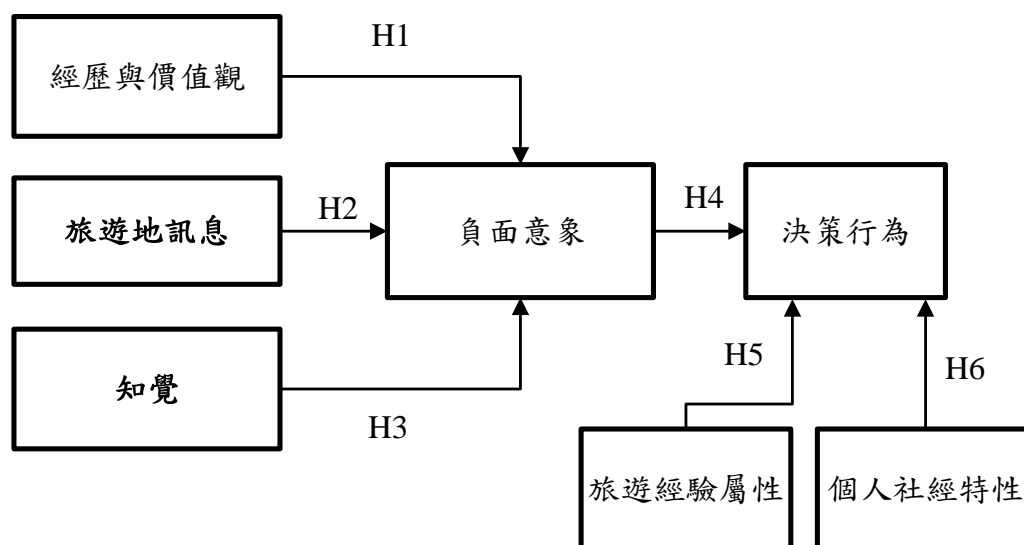 H1
經歷與價值觀
旅遊地訊息
H2
負面意象
H4
決策行為
知覺
H3
H5
H6
旅遊經驗屬性
個人社經特性